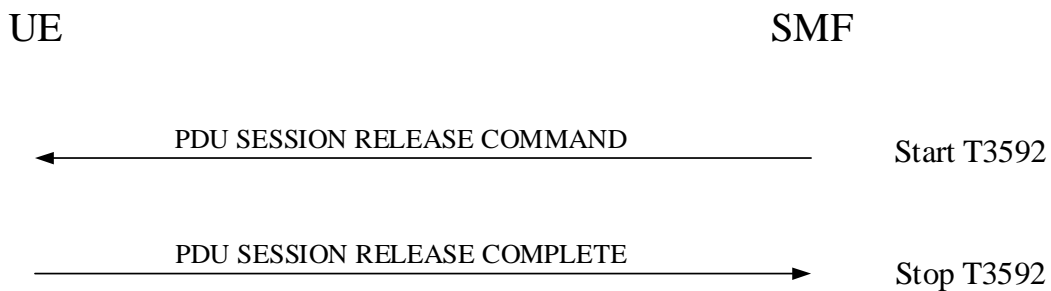 UE
SMF
PDU SESSION RELEASE COMMAND
Start T3592
PDU SESSION RELEASE COMPLETE
Stop T3592